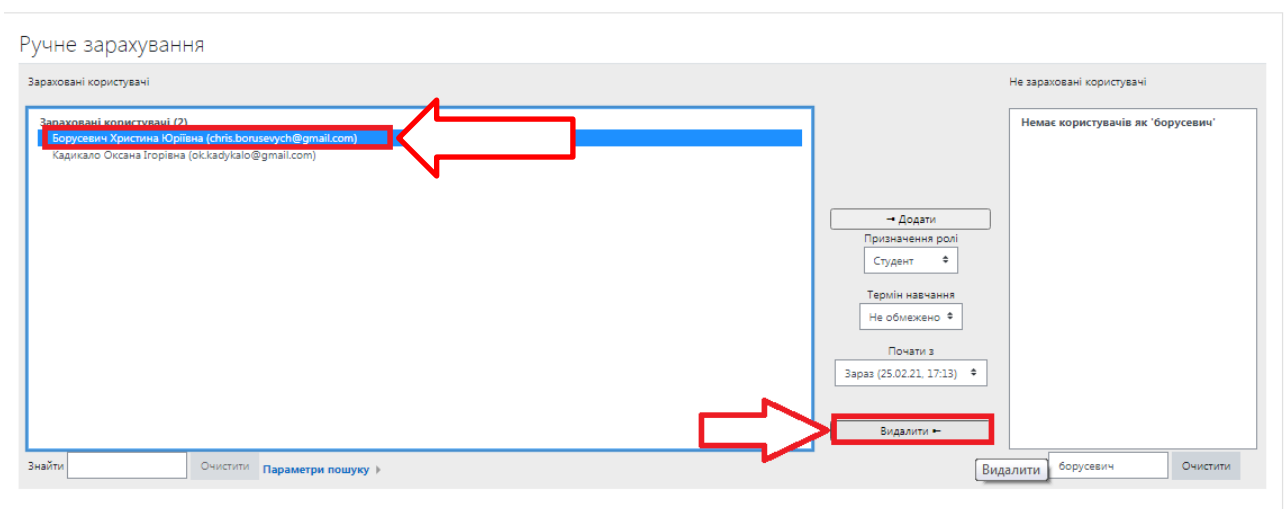 Ручне зарахування
Зараховані користувачі
Зараховані користувачі (2)
Борусевич Христина Юріївна (chris.borusevych@gmail.com)
Кадикало Оксана Ігорівна (ok.kadykalo@gmail.com)
Знайти
Очистити
Параметри пошуку
→ Додати
Призначення ролі
Студент
Термін навчання
Не обмежено
Почати з
Зараз (25.02.21, 17:13)
Видалити ←
Не зараховані користувачі
Немає користувачів як 'борусевич'
Видалити
борусевич
Очистити